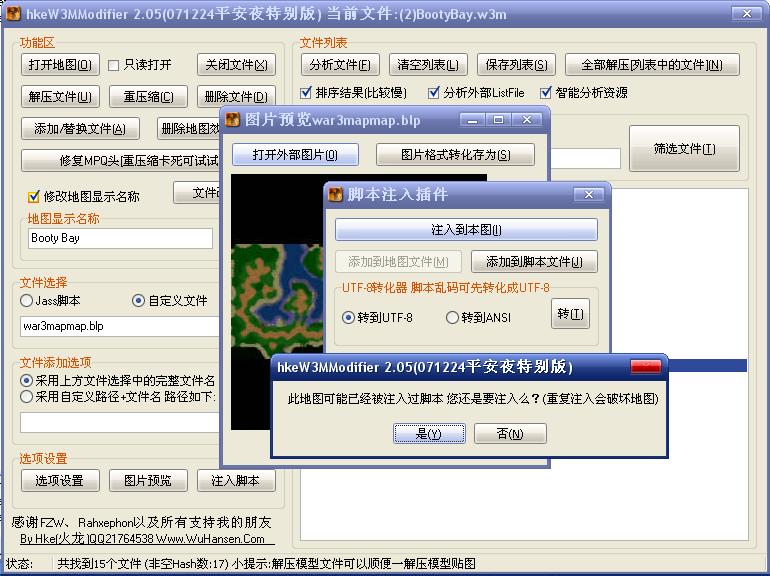 hkeW3MModifier 2.05(071224平安夜特别版) 当前文件:(2)BootyBay.w3m
功能区
打开地图(O)
只读打开
关闭文件(X)
解压文件(U)
重压缩(C)
删除文件(D)
添加/替换文件(A)
删除地图
修复MPQ头[重压缩卡死可试试
修改地图显示名称
文件
地图显示名称
Booty Bay
文件选择
Jass脚本
自定义文件
war3mapmap.blp
文件添加选项
采用上方文件选择中的完整文件名
采用自定义路径+文件名 路径如下:
选项设置
选项设置
图片预览
注入脚本
感谢FZW、Rahxephon以及所有支持我的朋友
By Hke(火龙)QQ21764538 Www.WuHansen.Com
文件列表
分析文件(F)
清空列表(L)
保存列表(S)
全部解压[列表中的文件](N)
排序结果(比较慢)
分析外部ListFile
智能分析资源
筛选文件(T)
图片预览war3mapmap.blp
打开外部图片(O)
图片格式转化存为(S)
脚本注入插件
注入到本图(I)
添加到地图文件(M)
添加到脚本文件(J)
UTF-8转化器 脚本乱码可先转化成UTF-8
转到UTF-8
转到ANSI
转(T)
hkeW3MModifier 2.05(071224平安夜特别版)
此地图可能已经被注入过脚本 您还是要注入么？(重复注入会破坏地图)
是(Y)
否(N)
状态:
共找到15个文件 (非空Hash数:17) 小提示:解压模型文件可以顺便一解压模型贴图